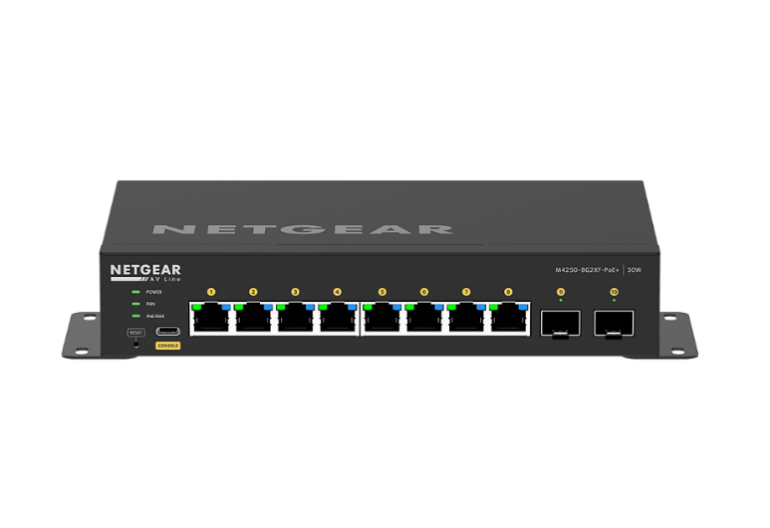 NETGEAR
NETGEAR
AV Line
M4250-8G2XF-PoE+ | 30W
POWER
FAN
PoE MAX
RESET
CONSOLE
1 2 3 4 5 6 7 8 9 10